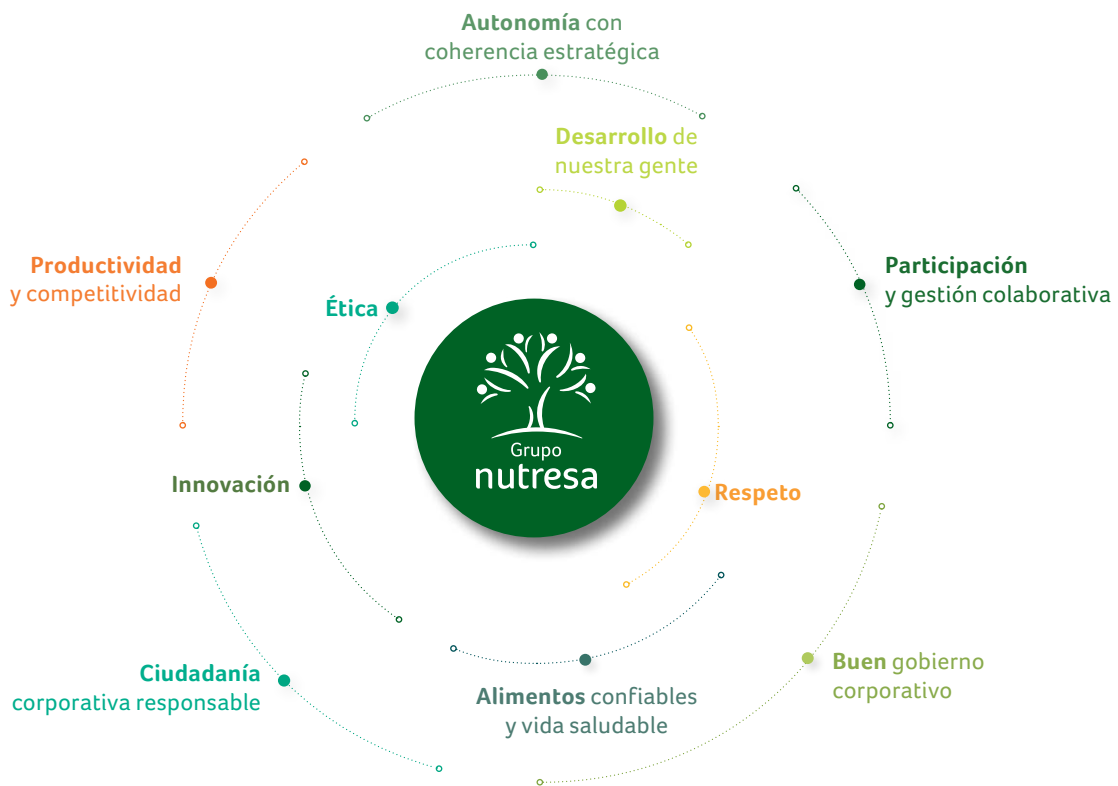 Autonomía con
coherencia estratégica
Desarrollo de
nuestra gente
Productividad
y competitividad
Participación
y gestión colaborativa
Ética
Grupo
nutresa
Innovación
Respeto
Ciudadanía
corporativa responsable
Alimentos confiables
y vida saludable
Buen gobierno
corporativo